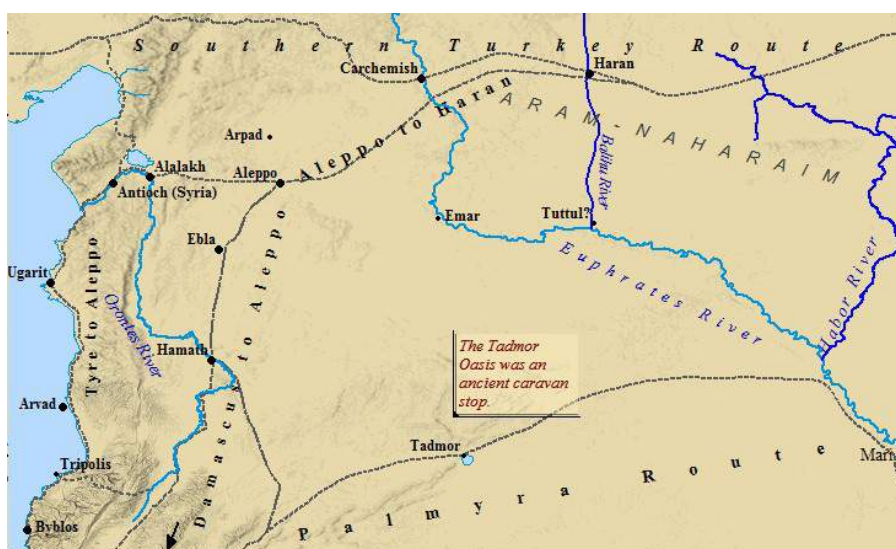 Southern Turkey Route
Haran
Carchemish
ARAM-NAHARAIM
Arpad
Aleppo to Haran
Alalakh
Aleppo
Antioch (Syria)
Emar
Tuttul?
Ebla
Ugarit
Tyre to Aleppo
Orontes River
Euphrates River
Habor River
Hamath
Damascus to Aleppo
The Tadmor
Oasis was an
ancient caravan
stop.
Arvad
Tadmor
Tripolis
Palmyra Route
Byblos